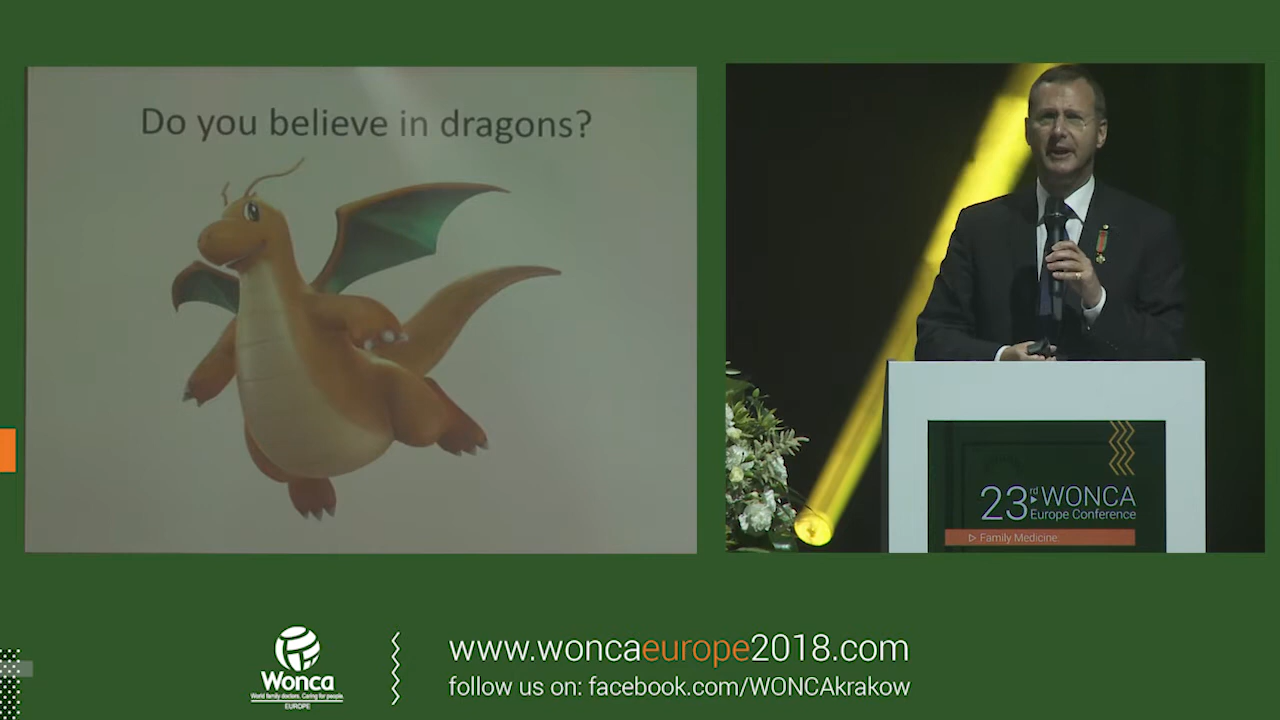 Do you believe in dragons?
23rd WONCA
Europe Conference
Family Medicine
Wonca
World family doctors. Caring for people.
EUROPE
www.woncaeurope2018.com
follow us on: facebook.com/WONCAkrakow